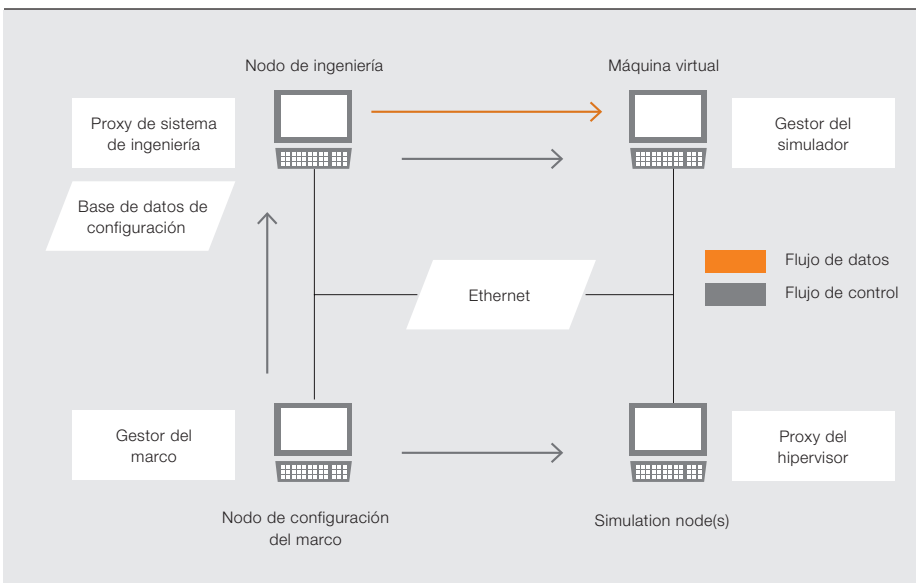 Nodo de ingeniería
Máquina virtual
Proxy de sistema
de ingeniería
Gestor del
simulador
Base de datos de
configuración
Flujo de datos
Ethernet
Flujo de control
Gestor del
marco
Proxy del
hipervisor
Nodo de configuración
del marco
Simulation node(s)